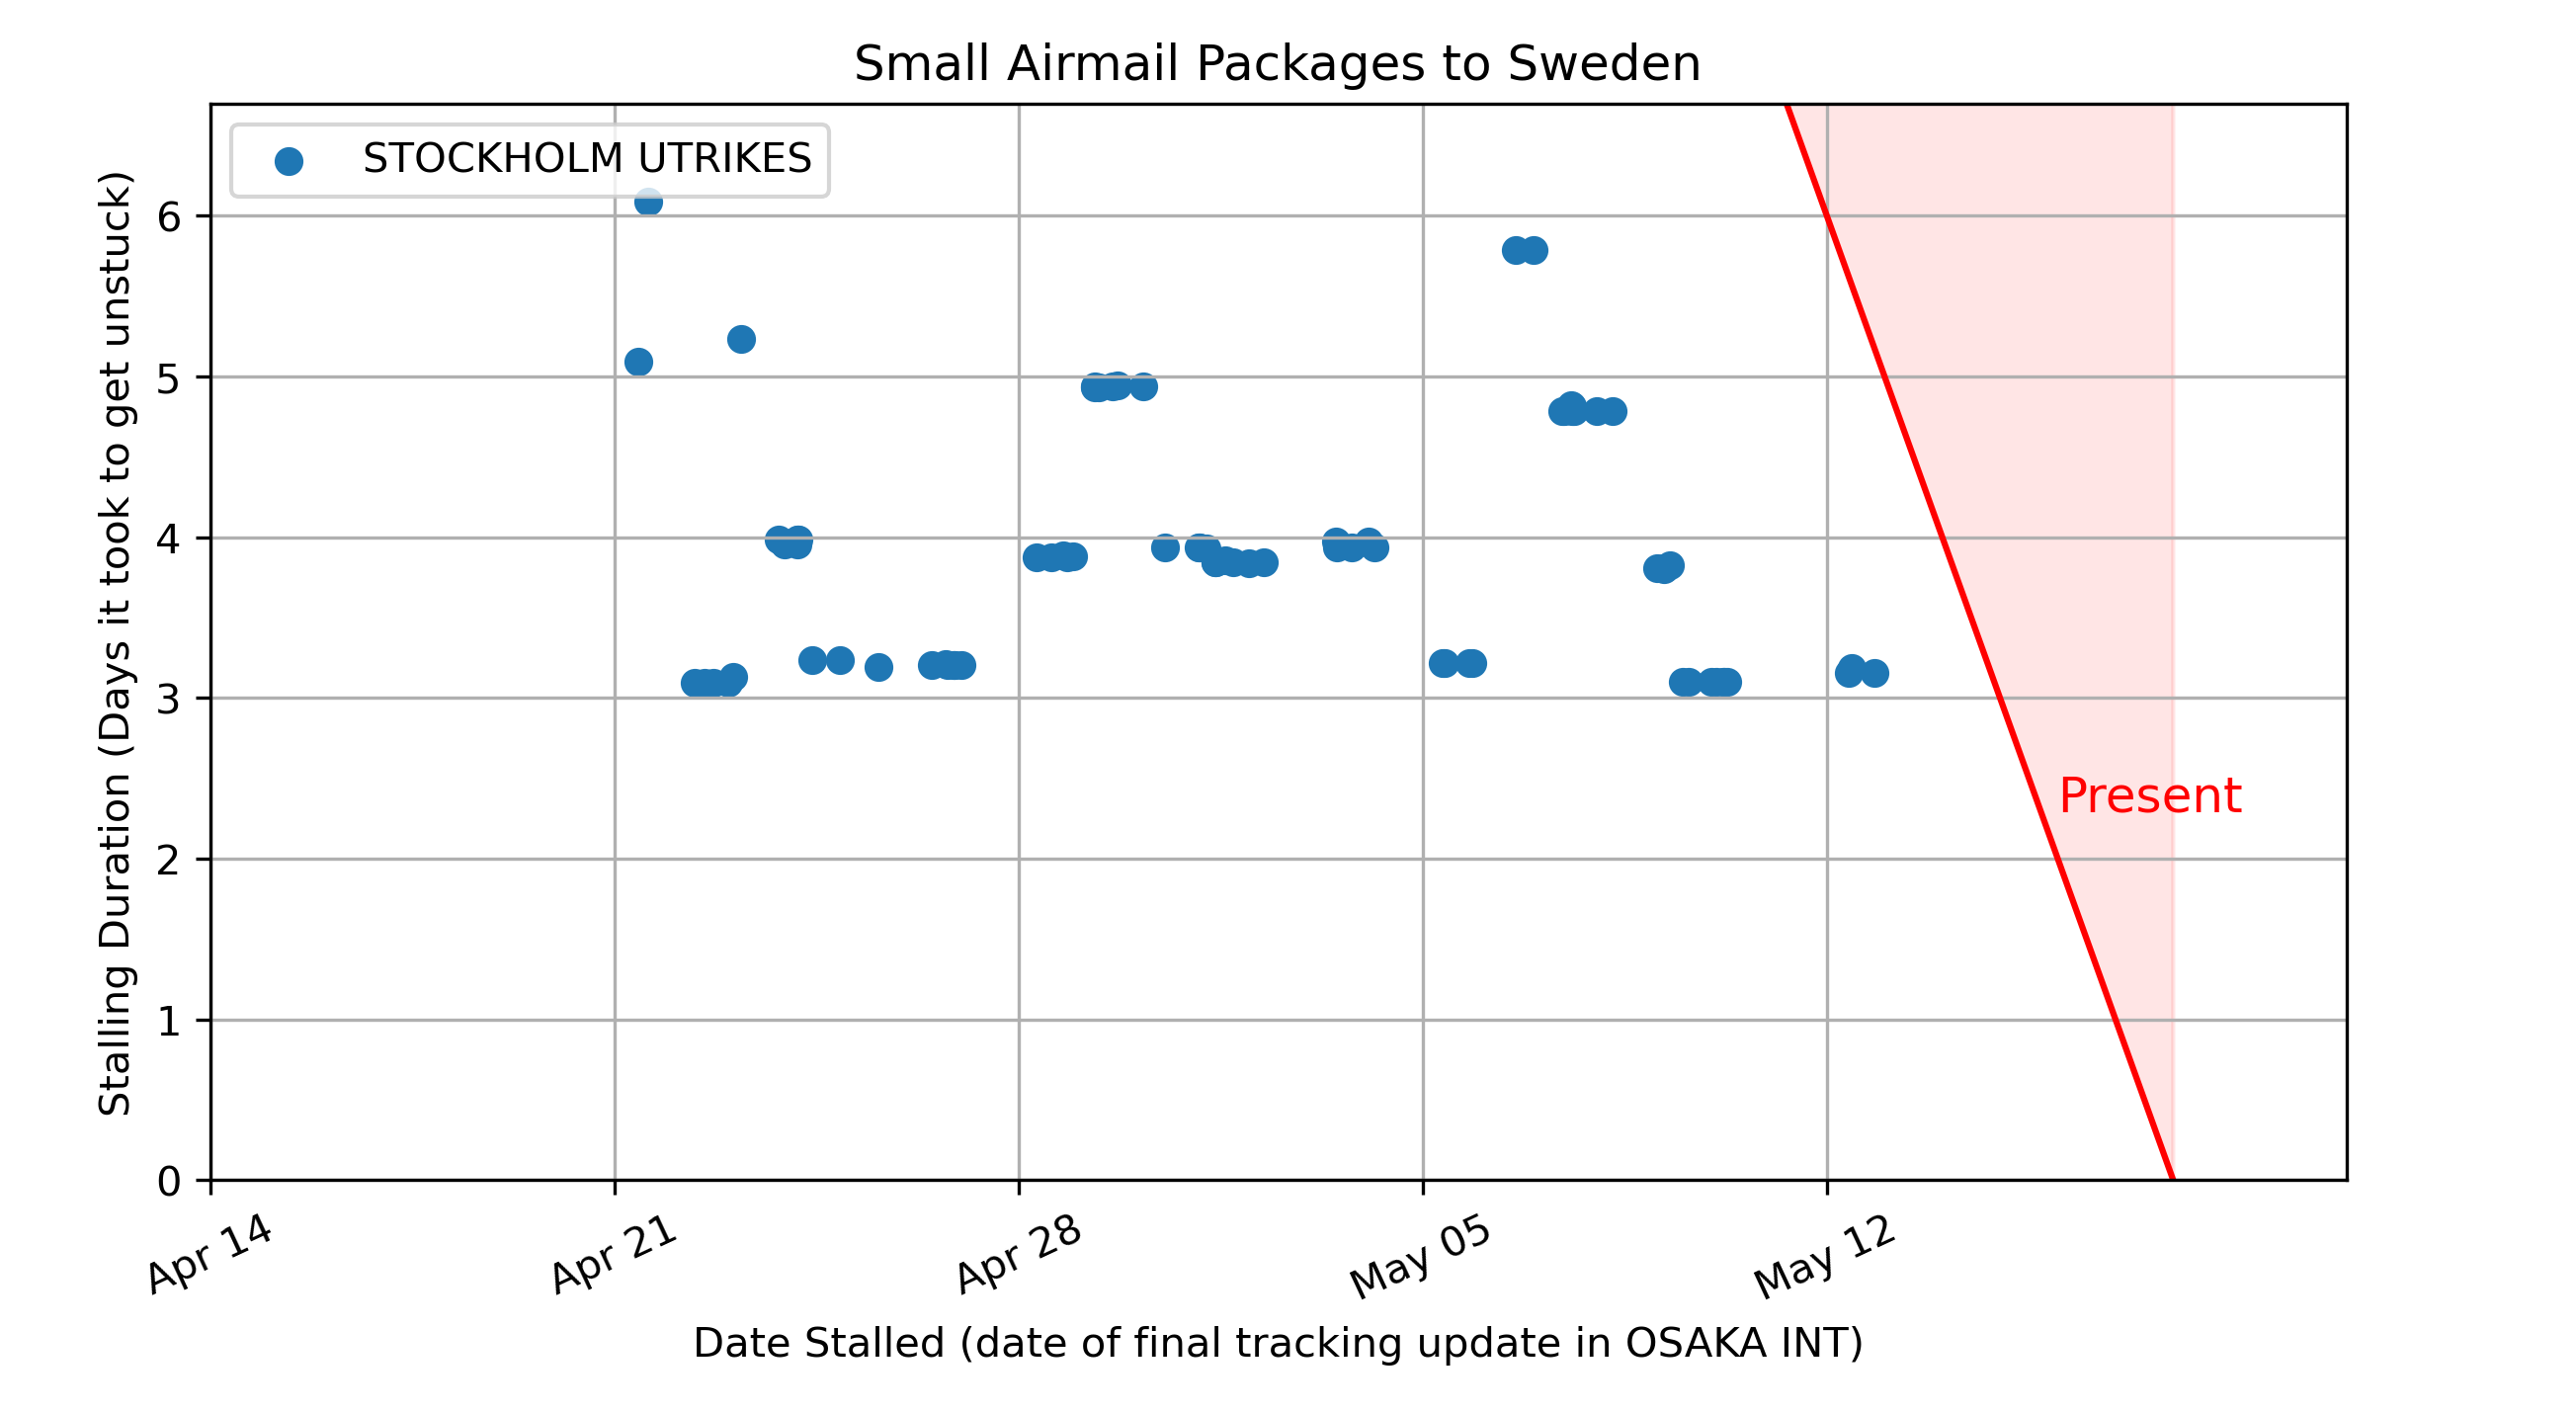 Small Airmail Packages to Sweden
STOCKHOLM UTRIKES
Stalling Duration (Days it took to get unstuck)
6
5
4
3
2
1
0
Present
Apr 14
Apr 21
Apr 28
May 05
May 12
Date Stalled (date of final tracking update in OSAKA INT)